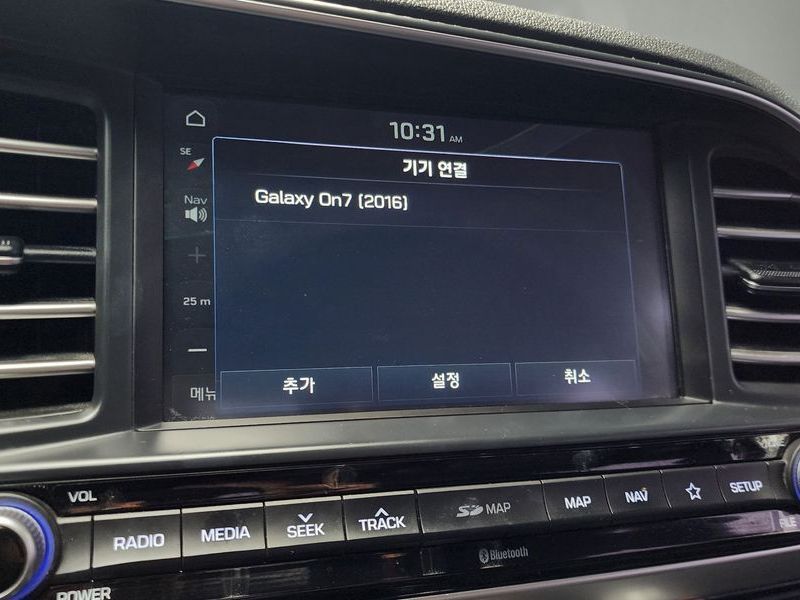 10:31 AM
SE
기기 연결
Nav
Galaxy On7 (2016)
25 m
메뉴
추가
설정
취소
VOL
RADIO
MEDIA
SEEK
TRACK
SD MAP
MAP
NAV
SETUP
Bluetooth
POWER
FILE